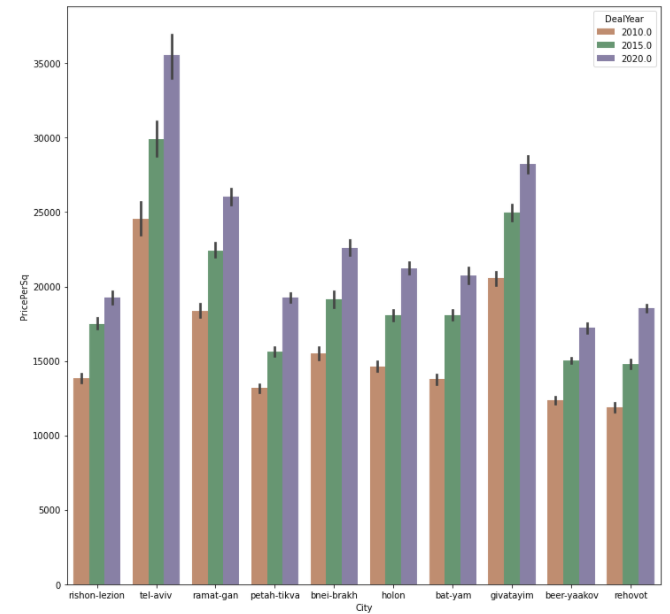 DealYear
2010.0
2015.0
2020.0
35000
30000
25000
20000
15000
10000
5000
0
PricePerSq
rishon-lezion tel-aviv ramat-gan petah-tikva bnei-brakh holon bat-yam givatayim beer-yaakov rehovot
City